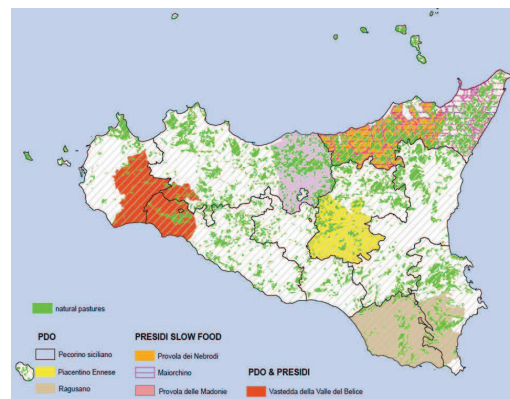 natural pastures
PDO
PRESIDI SLOW FOOD
Pecorino siciliano
Provola dei Nebrodi
PDO & PRESIDI
Piacentino Ennese
Maiorchino
Ragusano
Provola delle Madonie
Vastedda della Valle del Belice